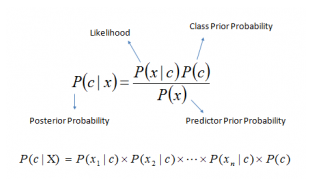 Likelihood
Class Prior Probability
P(c | x) = P(x | c)P(c) / P(x)
Posterior Probability
Predictor Prior Probability
P(c | X) = P(x₁ | c) × P(x₂ | c) × ⋯ × P(xₙ | c) × P(c)